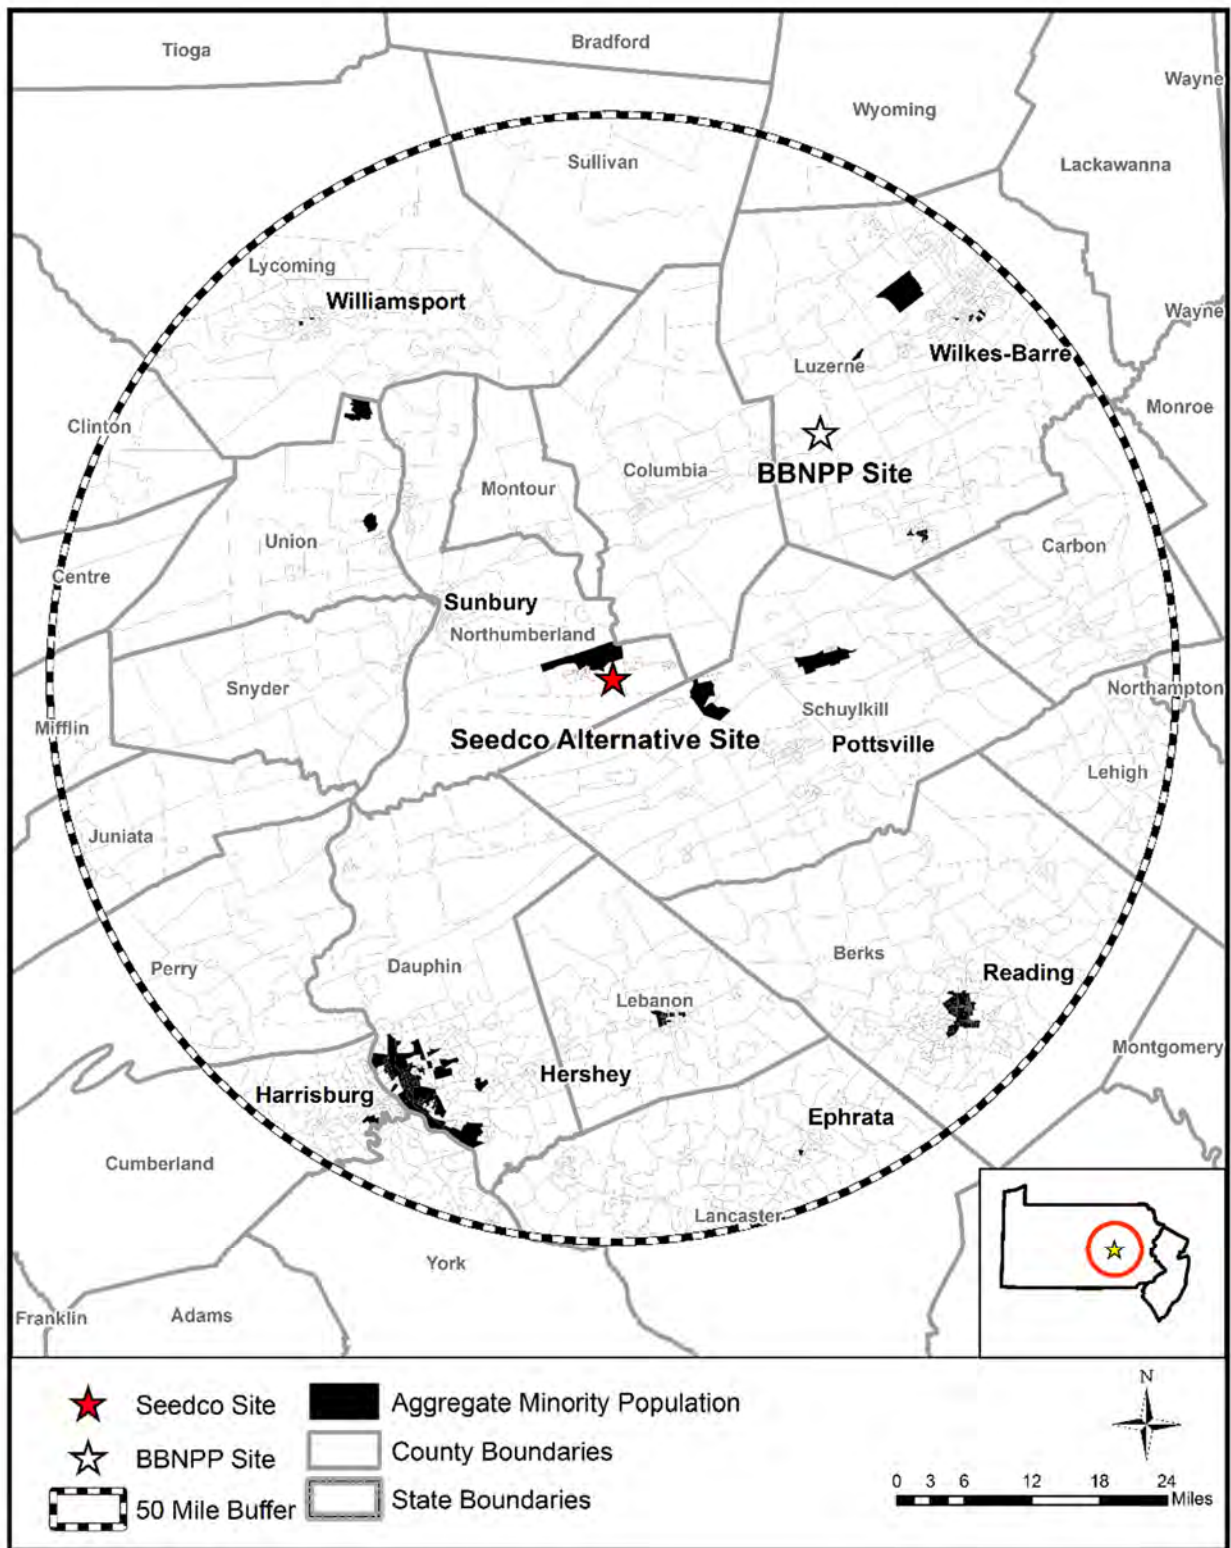 Tioga
Bradford
Wayne
Wyoming
Lackawanna
Sullivan
Lycoming
Williamsport
Wayne
Wilkes-Barre
Luzerne
Monroe
Clinton
BBNPP Site
Columbia
Montour
Union
Carbon
Centre
Sunbury
Northumberland
Snyder
Northampton
Mifflin
Schuylkill
Seedco Alternative Site
Pottsville
Lehigh
Juniata
Berks
Perry
Dauphin
Reading
Lebanon
Montgomery
Hershey
Harrisburg
Ephrata
Cumberland
Lancaster
York
Franklin
Adams
Seedco Site
BBNPP Site
50 Mile Buffer
Aggregate Minority Population
County Boundaries
State Boundaries
N
0 3 6 12 18 24
Miles